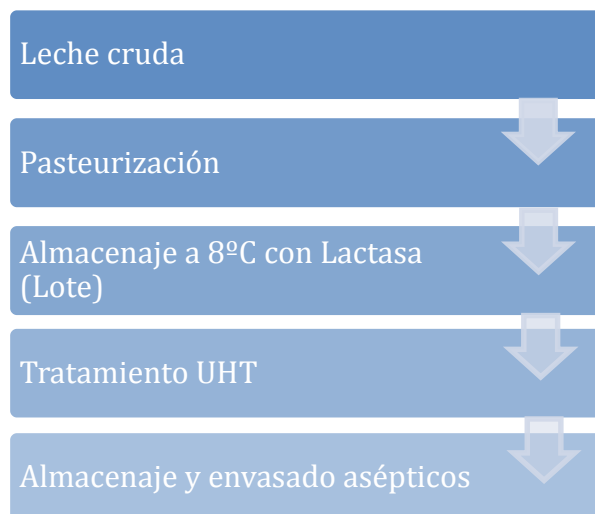 Leche cruda
Pasteurización
Almacenaje a 8ºC con Lactasa
(Lote)
Tratamiento UHT
Almacenaje y envasado asépticos